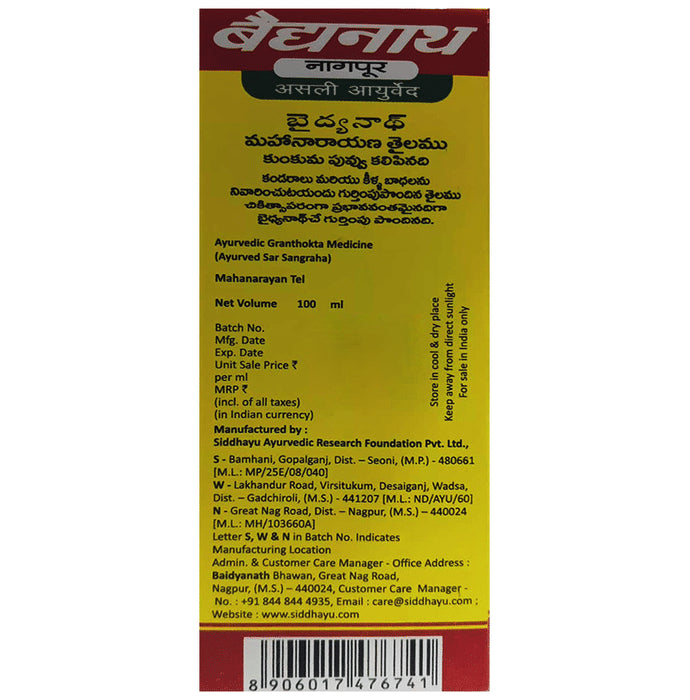 बैद्यनाथ
नागपूर
असली आयुर्वेद
బైద్యనాథ్
మహానారాయణ తైలము
కుంకుమ పువ్వు కలిపినది
కండరాలు మరియు కీళ్ళ బాధలను
నివారించుటయందు గుర్తింపుపొందిన తైలము
చికిత్సాపరంగా ప్రభావవంతమైనదిగా
బైధ్యనాథ్‌చే గుర్తింపు పొందినది.
Ayurvedic Granthokta Medicine
(Ayurved Sar Sangraha)
Mahanarayan Tel
Net Volume 100 ml
Batch No.
Mfg. Date
Exp. Date
Unit Sale Price ₹
per ml
MRP ₹
(incl. of all taxes)
(in Indian currency)
Store in cool & dry place
Keep away from direct sunlight
For sale in India only
Manufactured by :
Siddhayu Ayurvedic Research Foundation Pvt. Ltd.,
S - Bamhani, Gopalganj, Dist. – Seoni, (M.P.) - 480661
[M.L.: MP/25E/08/040]
W - Lakhandur Road, Virsitukum, Desaiganj, Wadsa,
Dist. – Gadchiroli, (M.S.) - 441207 [M.L.: ND/AYU/60]
N - Great Nag Road, Dist. – Nagpur, (M.S.) – 440024
[M.L.: MH/103660A]
Letter S, W & N in Batch No. Indicates
Manufacturing Location
Admin. & Customer Care Manager - Office Address :
Baidyanath Bhawan, Great Nag Road,
Nagpur, (M.S.) – 440024, Customer Care Manager -
No. : +91 844 844 4935, Email : care@siddhayu.com ;
Website : www.siddhayu.com
8 906017 476741